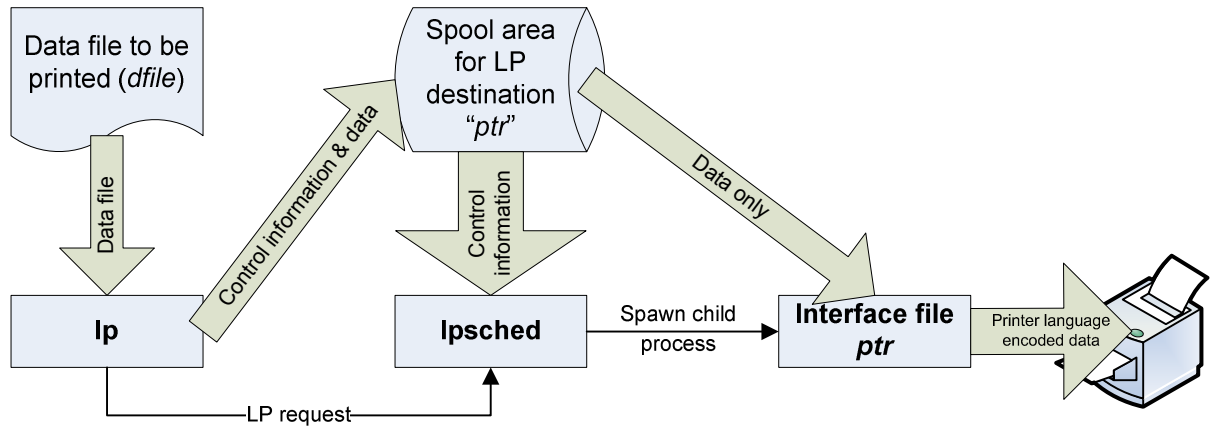 Data file to be
printed (dfile)
Spool area
for LP
destination
“ptr”
Data file
Control information & data
Control
information
Data only
lp
lpsched
Spawn child
process
Interface file
ptr
Printer language
encoded data
LP request